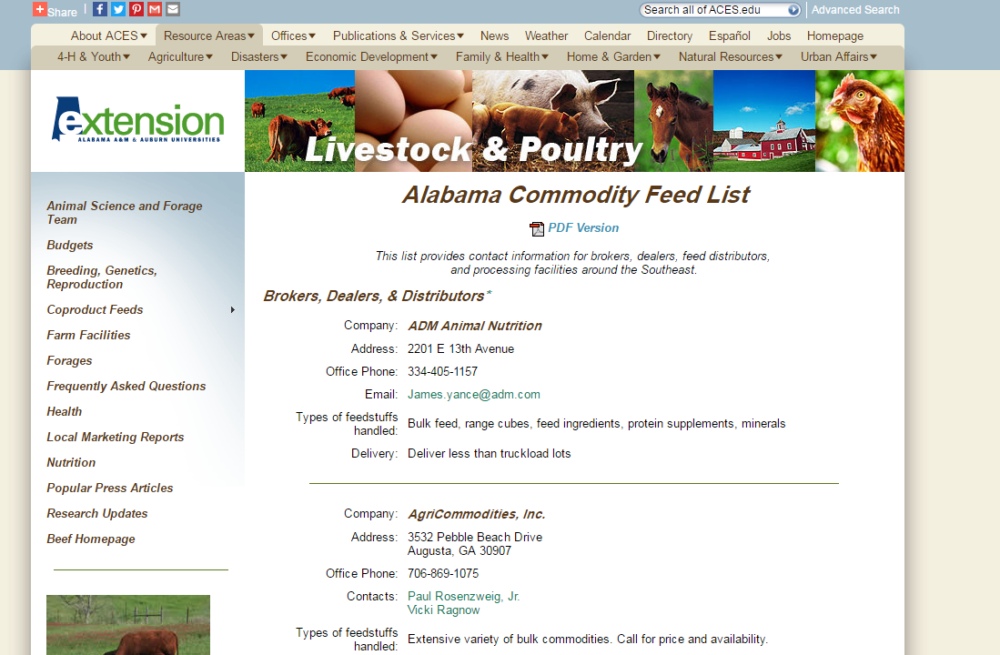 Share
Search all of ACES.edu
Advanced Search
About ACES Resource Areas Offices Publications & Services News Weather Calendar Directory Español Jobs Homepage
4-H & Youth Agriculture Disasters Economic Development Family & Health Home & Garden Natural Resources Urban Affairs
extension
ALABAMA A&M & AUBURN UNIVERSITIES
Livestock & Poultry
Animal Science and Forage
Team
Budgets
Breeding, Genetics,
Reproduction
Coproduct Feeds
Farm Facilities
Forages
Frequently Asked Questions
Health
Local Marketing Reports
Nutrition
Popular Press Articles
Research Updates
Beef Homepage
Alabama Commodity Feed List
PDF Version
This list provides contact information for brokers, dealers, feed distributors,
and processing facilities around the Southeast.
Brokers, Dealers, & Distributors*
Company: ADM Animal Nutrition
Address: 2201 E 13th Avenue
Office Phone: 334-405-1157
Email: James.yance@adm.com
Types of feedstuffs
handled:
Bulk feed, range cubes, feed ingredients, protein supplements, minerals
Delivery: Deliver less than truckload lots
Company: AgriCommodities, Inc.
Address: 3532 Pebble Beach Drive
Augusta, GA 30907
Office Phone: 706-869-1075
Contacts: Paul Rosenzweig, Jr.
Vicki Ragnow
Types of feedstuffs
handled:
Extensive variety of bulk commodities. Call for price and availability.